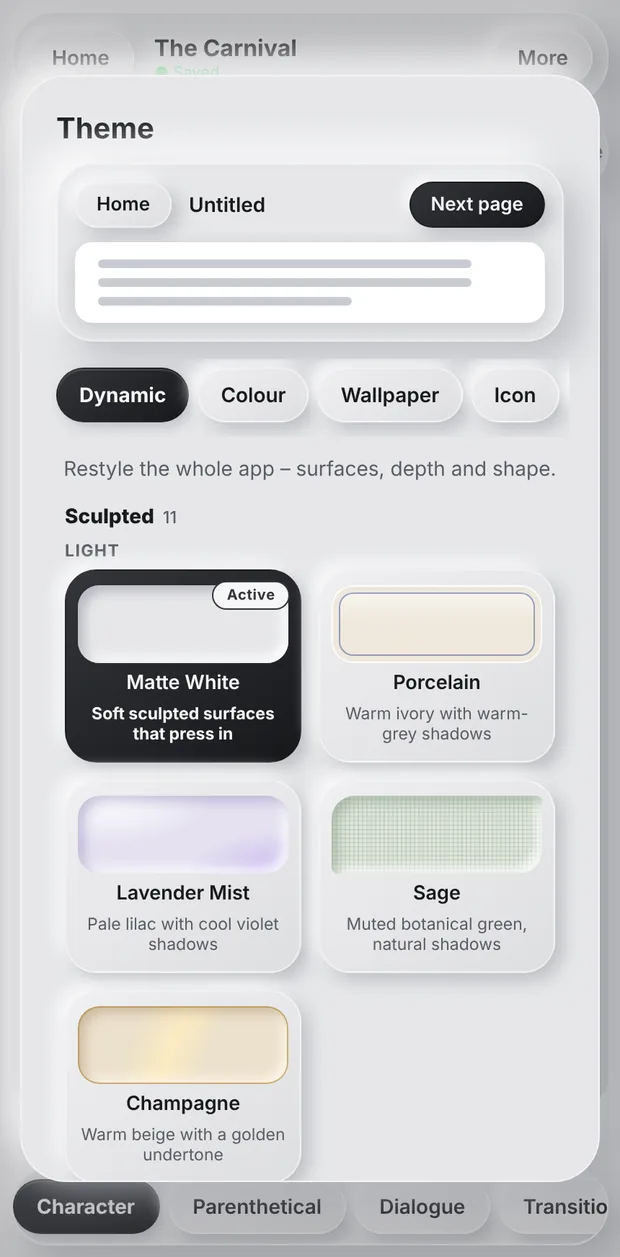 Home
The Carnival
More
Saved
Theme
Home
Untitled
Next page
Dynamic
Colour
Wallpaper
Icon
Restyle the whole app – surfaces, depth and shape.
Sculpted 11
LIGHT
Active
Matte White
Soft sculpted surfaces
that press in
Porcelain
Warm ivory with warm-
grey shadows
Lavender Mist
Pale lilac with cool violet
shadows
Sage
Muted botanical green,
natural shadows
Champagne
Warm beige with a golden
undertone
Character
Parenthetical
Dialogue
Transitio